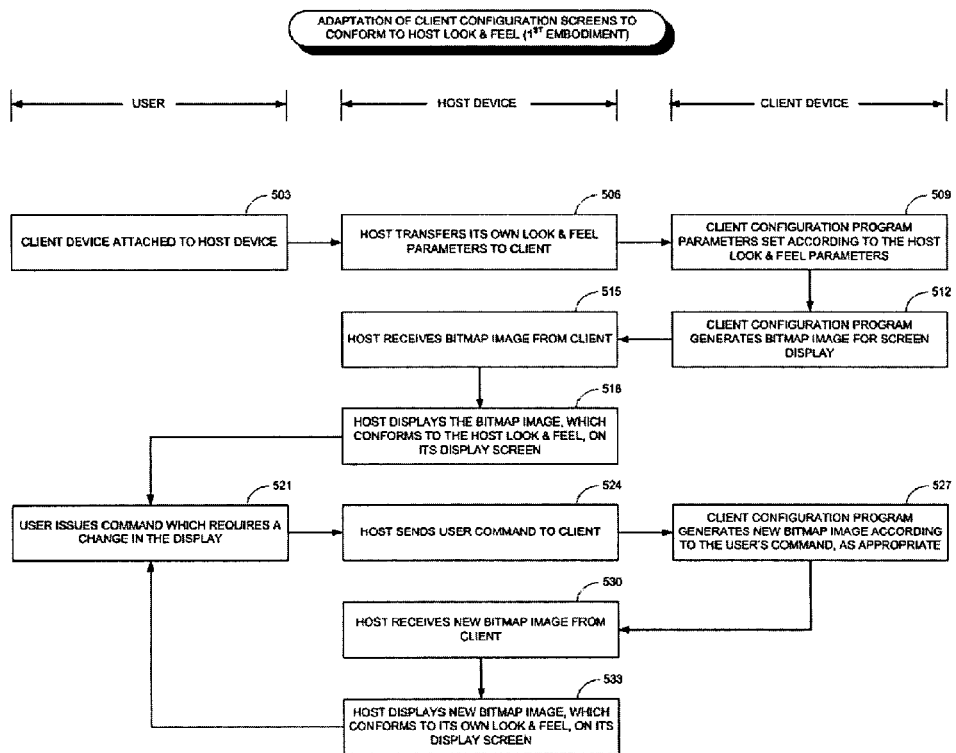 ADAPTATION OF CLIENT CONFIGURATION SCREENS TO
CONFORM TO HOST LOOK & FEEL (1ST EMBODIMENT)
USER
HOST DEVICE
CLIENT DEVICE
503
CLIENT DEVICE ATTACHED TO HOST DEVICE
506
HOST TRANSFERS ITS OWN LOOK & FEEL
PARAMETERS TO CLIENT
509
CLIENT CONFIGURATION PROGRAM
PARAMETERS SET ACCORDING TO THE HOST
LOOK & FEEL PARAMETERS
512
CLIENT CONFIGURATION PROGRAM
GENERATES BITMAP IMAGE FOR SCREEN
DISPLAY
515
HOST RECEIVES BITMAP IMAGE FROM CLIENT
518
HOST DISPLAYS THE BITMAP IMAGE, WHICH
CONFORMS TO THE HOST LOOK & FEEL, ON
ITS DISPLAY SCREEN
521
USER ISSUES COMMAND WHICH REQUIRES A
CHANGE IN THE DISPLAY
524
HOST SENDS USER COMMAND TO CLIENT
527
CLIENT CONFIGURATION PROGRAM
GENERATES NEW BITMAP IMAGE ACCORDING
TO THE USER'S COMMAND, AS APPROPRIATE
530
HOST RECEIVES NEW BITMAP IMAGE FROM
CLIENT
533
HOST DISPLAYS NEW BITMAP IMAGE, WHICH
CONFORMS TO ITS OWN LOOK & FEEL, ON ITS
DISPLAY SCREEN